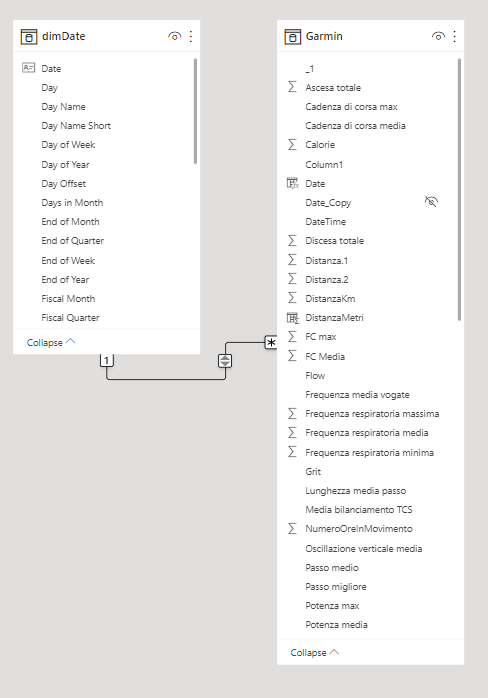 dimDate
Date
Day
Day Name
Day Name Short
Day of Week
Day of Year
Day Offset
Days in Month
End of Month
End of Quarter
End of Week
End of Year
Fiscal Month
Fiscal Quarter
Collapse
1
*
Garmin
_1
Ascesa totale
Cadenza di corsa max
Cadenza di corsa media
Calorie
Column1
Date
Date_Copy
DateTime
Discesa totale
Distanza.1
Distanza.2
DistanzaKm
DistanzaMetri
FC max
FC Media
Flow
Frequenza media vogate
Frequenza respiratoria massima
Frequenza respiratoria media
Frequenza respiratoria minima
Grit
Lunghezza media passo
Media bilanciamento TCS
NumeroOreInMovimento
Oscillazione verticale media
Passo medio
Passo migliore
Potenza max
Potenza media
Collapse